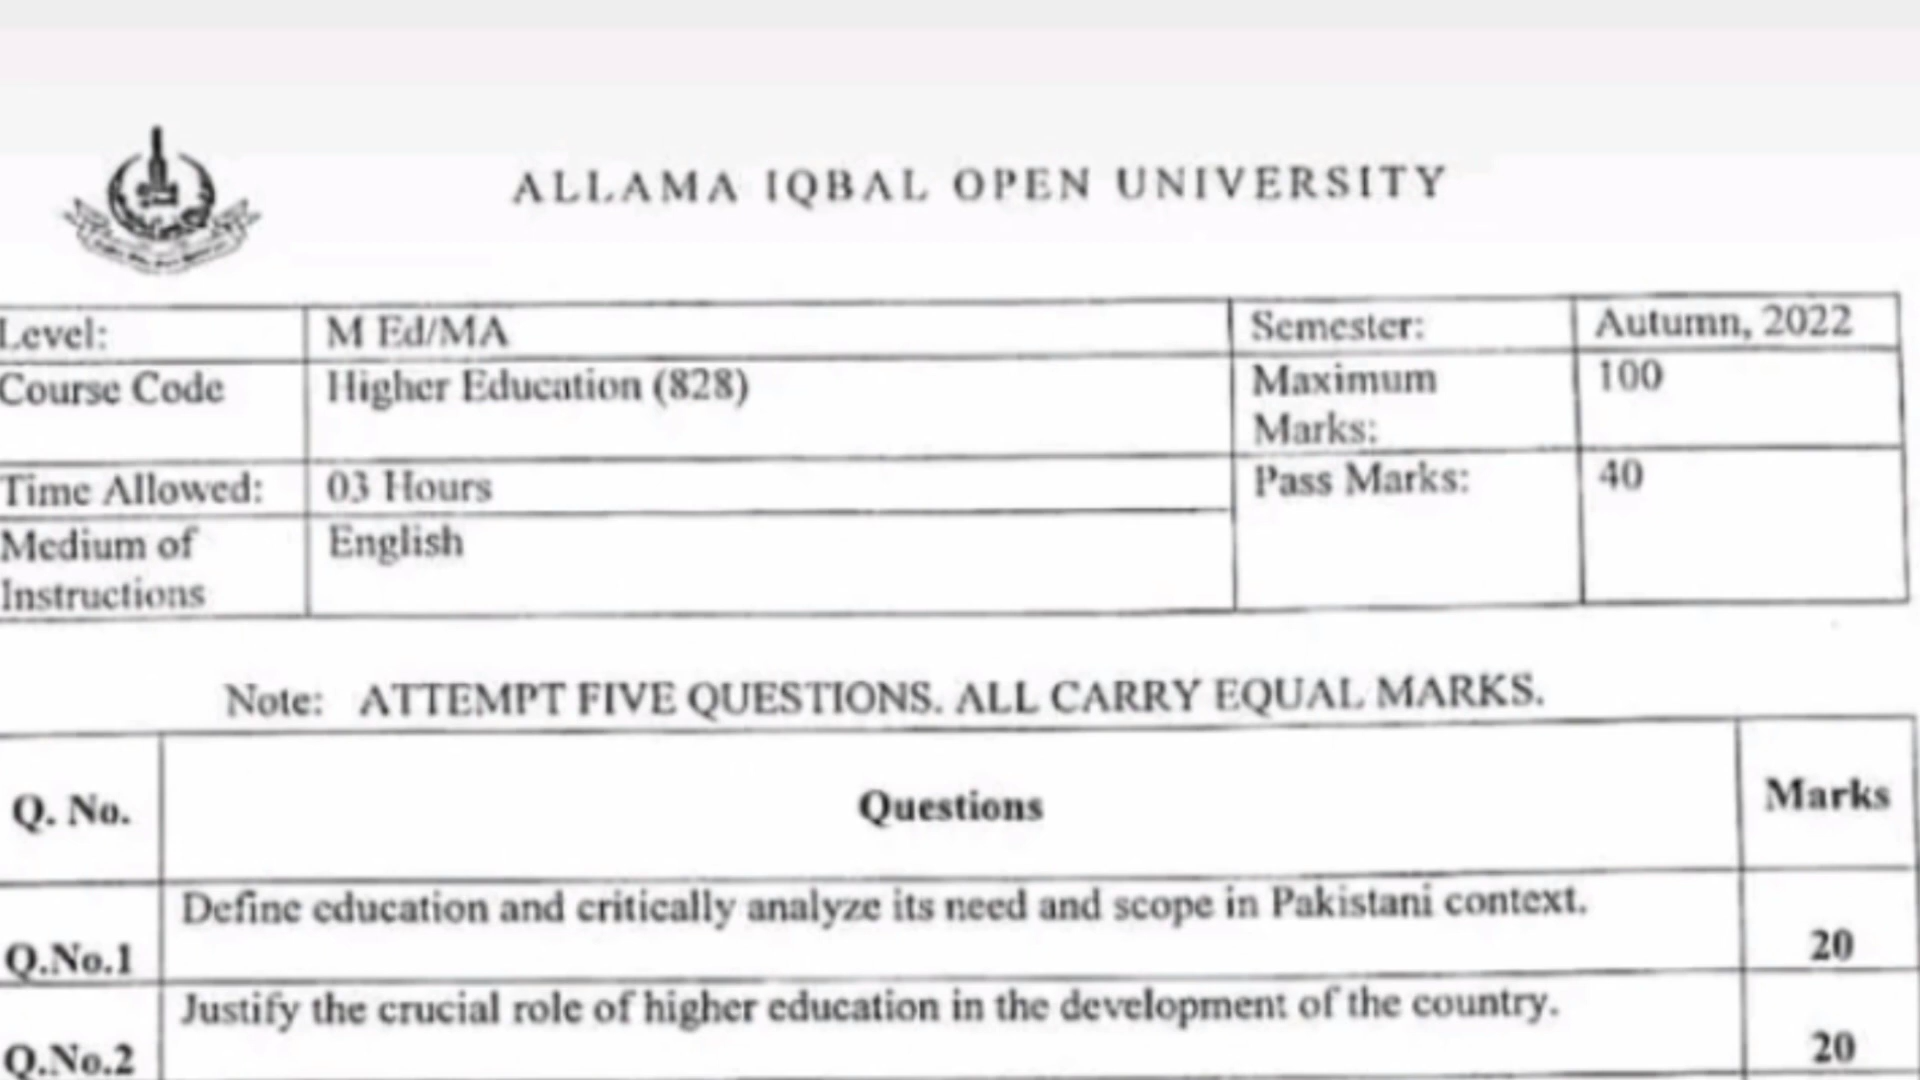 ALLAMA IQBAL OPEN UNIVERSITY
Level: M Ed/MA Semester: Autumn, 2022
Course Code Higher Education (828) Maximum Marks: 100
Time Allowed: 03 Hours Pass Marks: 40
Medium of Instructions English
Note: ATTEMPT FIVE QUESTIONS. ALL CARRY EQUAL MARKS.
Q. No. Questions Marks
Q.No.1 Define education and critically analyze its need and scope in Pakistani context. 20
Q.No.2 Justify the crucial role of higher education in the development of the country. 20